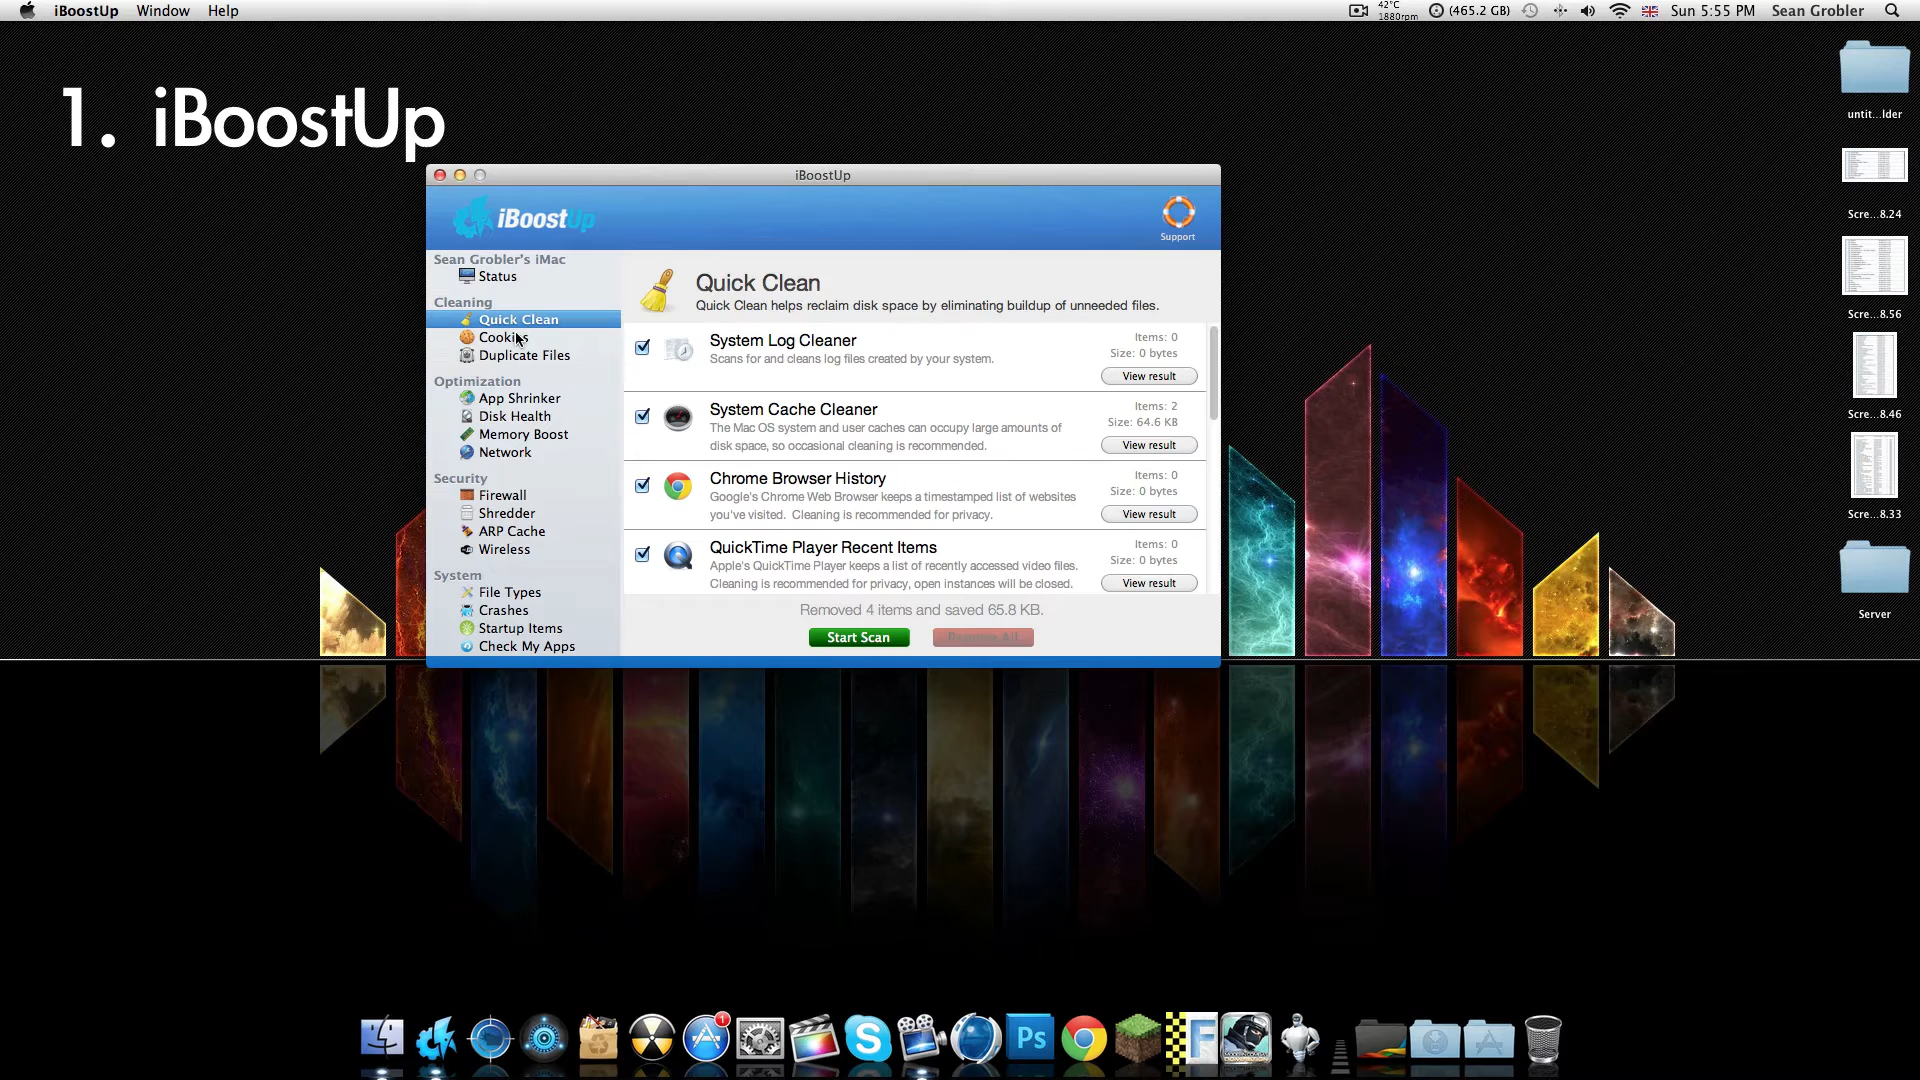 iBoostUp Window Help
42°C
1880rpm
(465.2 GB)
Sun 5:55 PM Sean Grobler
1. iBoostUp
iBoostUp
iBoostUp
Support
Sean Grobler's iMac
Status
Cleaning
Quick Clean
Cookies
Duplicate Files
Optimization
App Shrinker
Disk Health
Memory Boost
Network
Security
Firewall
Shredder
ARP Cache
Wireless
System
File Types
Crashes
Startup Items
Check My Apps
Quick Clean
Quick Clean helps reclaim disk space by eliminating buildup of unneeded files.
System Log Cleaner
Scans for and cleans log files created by your system.
Items: 0
Size: 0 bytes
View result
System Cache Cleaner
The Mac OS system and user caches can occupy large amounts of
disk space, so occasional cleaning is recommended.
Items: 2
Size: 64.6 KB
View result
Chrome Browser History
Google's Chrome Web Browser keeps a timestamped list of websites
you've visited. Cleaning is recommended for privacy.
Items: 0
Size: 0 bytes
View result
QuickTime Player Recent Items
Apple's QuickTime Player keeps a list of recently accessed video files.
Cleaning is recommended for privacy, open instances will be closed.
Items: 0
Size: 0 bytes
View result
Removed 4 items and saved 65.8 KB.
Start Scan
untit...lder
Scre...8.24
Scre...8.56
Scre...8.46
Scre...8.33
Server
1
Ps
F